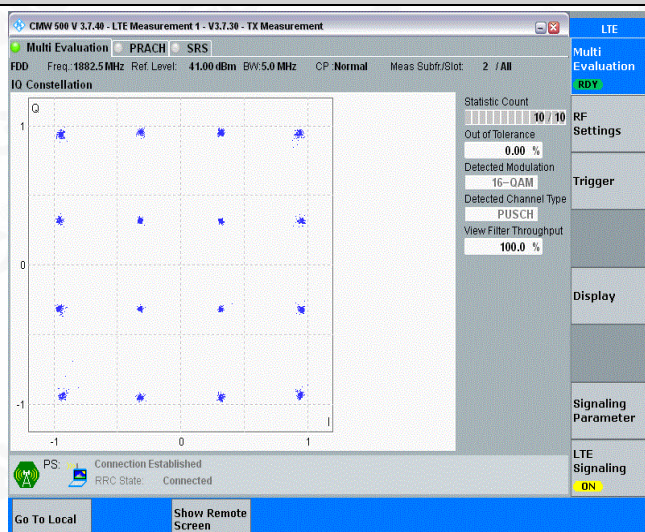 CMW 500 V 3.7.40 - LTE Measurement 1 - V3.7.30 - TX Measurement
Multi Evaluation PRACH SRS
FDD Freq.:1882.5 MHz Ref. Level: 41.00 dBm BW:5.0 MHz CP :Normal Meas Subfr./Slot: 2 / All
IQ Constellation
Q
1
0
-1
-1 0 1
I
Statistic Count
10 / 10
Out of Tolerance
0.00 %
Detected Modulation
16-QAM
Detected Channel Type
PUSCH
View Filter Throughput
100.0 %
PS: Connection Established
RRC State: Connected
LTE
Multi
Evaluation
RDY
RF
Settings
Trigger
Display
Signaling
Parameter
LTE
Signaling
ON
Go To Local
Show Remote
Screen